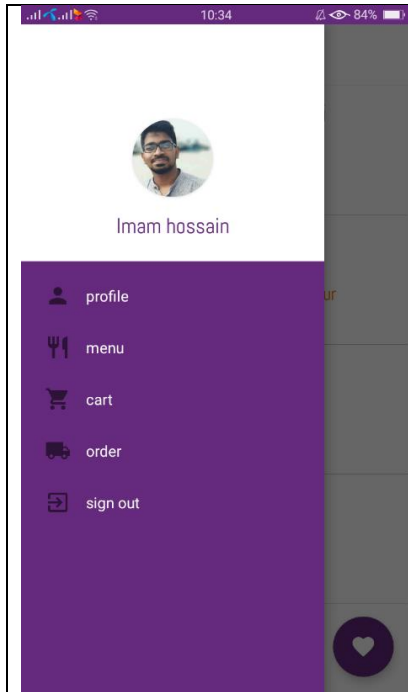 10:34
84%
Imam hossain
profile
ur
menu
cart
order
sign out